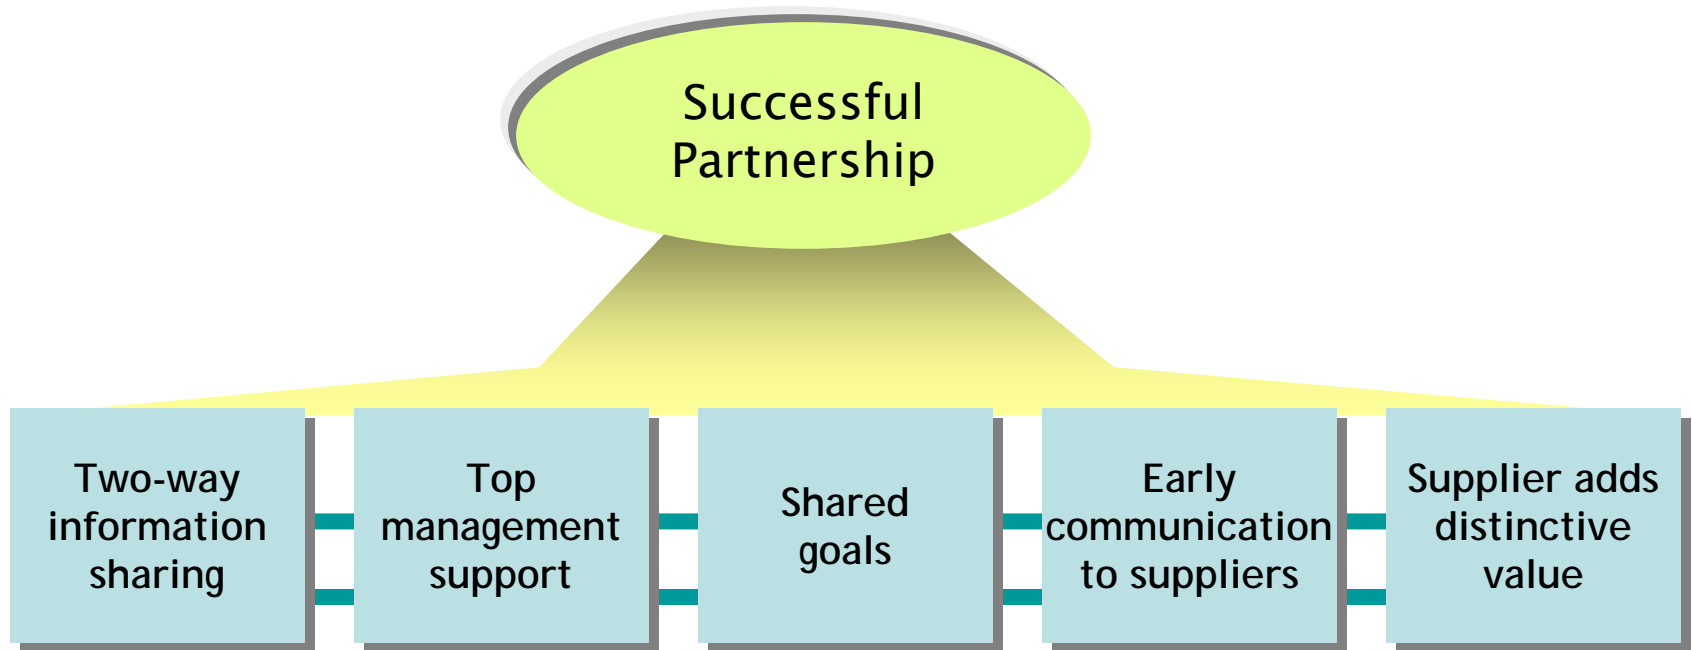 Successful
Partnership
Two-way
information
sharing
Top
management
support
Shared
goals
Early
communication
to suppliers
Supplier adds
distinctive
value